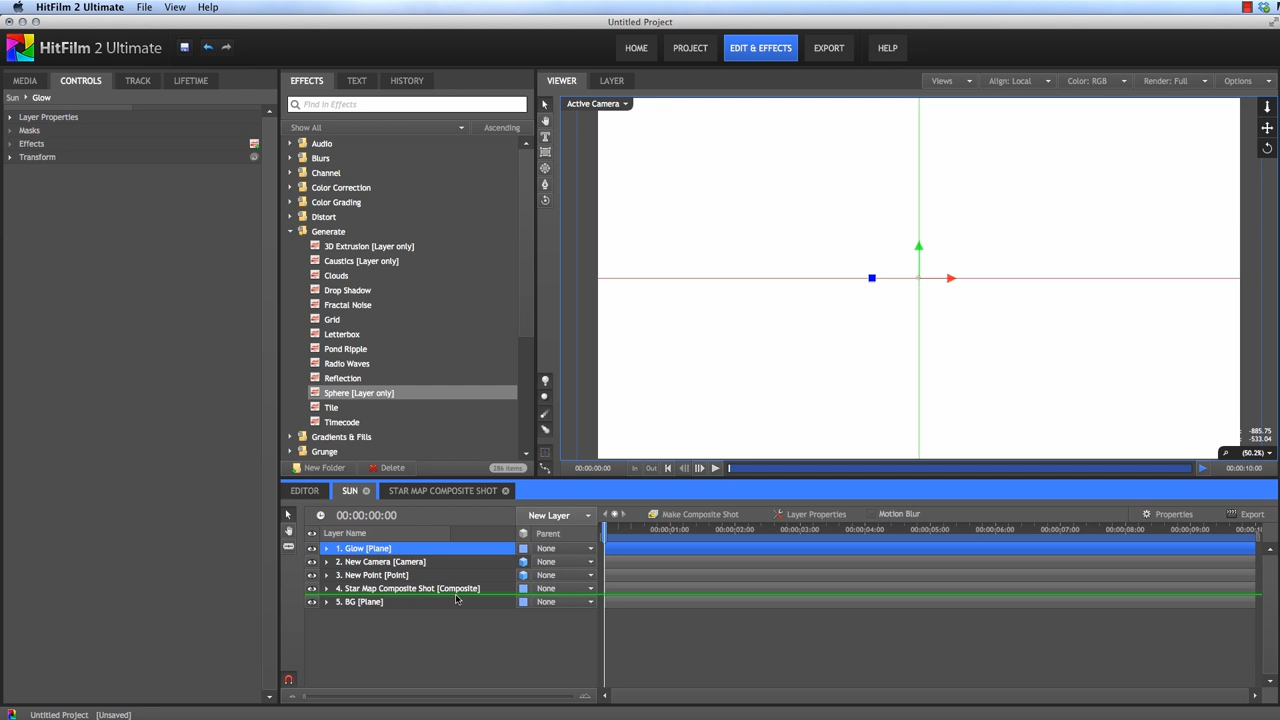 HitFilm 2 Ultimate File View Help
Untitled Project
HitFilm 2 Ultimate
HOME PROJECT EDIT & EFFECTS EXPORT HELP
MEDIA CONTROLS TRACK LIFETIME
Sun Glow
Layer Properties
Masks
Effects
Transform
EFFECTS TEXT HISTORY
Find in Effects
Show All Ascending
Audio
Blurs
Channel
Color Correction
Color Grading
Distort
Generate
3D Extrusion [Layer only]
Caustics [Layer only]
Clouds
Drop Shadow
Fractal Noise
Grid
Letterbox
Pond Ripple
Radio Waves
Reflection
Sphere [Layer only]
Tile
Timecode
Gradients & Fills
Grunge
New Folder Delete 286 items
VIEWER LAYER Views Align: Local Color: RGB Render: Full Options
Active Camera
-885.75
-533.04
(50.2%)
00:00:00:00 In Out 00:00:10:00
EDITOR SUN STAR MAP COMPOSITE SHOT
00:00:00:00 New Layer Make Composite Shot Layer Properties Motion Blur Properties Export
Layer Name Parent
00:00:01:00 00:00:02:00 00:00:03:00 00:00:04:00 00:00:05:00 00:00:06:00 00:00:07:00 00:00:08:00 00:00:09:00
1. Glow [Plane] None
2. New Camera [Camera] None
3. New Point [Point] None
4. Star Map Composite Shot [Composite] None
5. BG [Plane] None
Untitled Project [Unsaved]